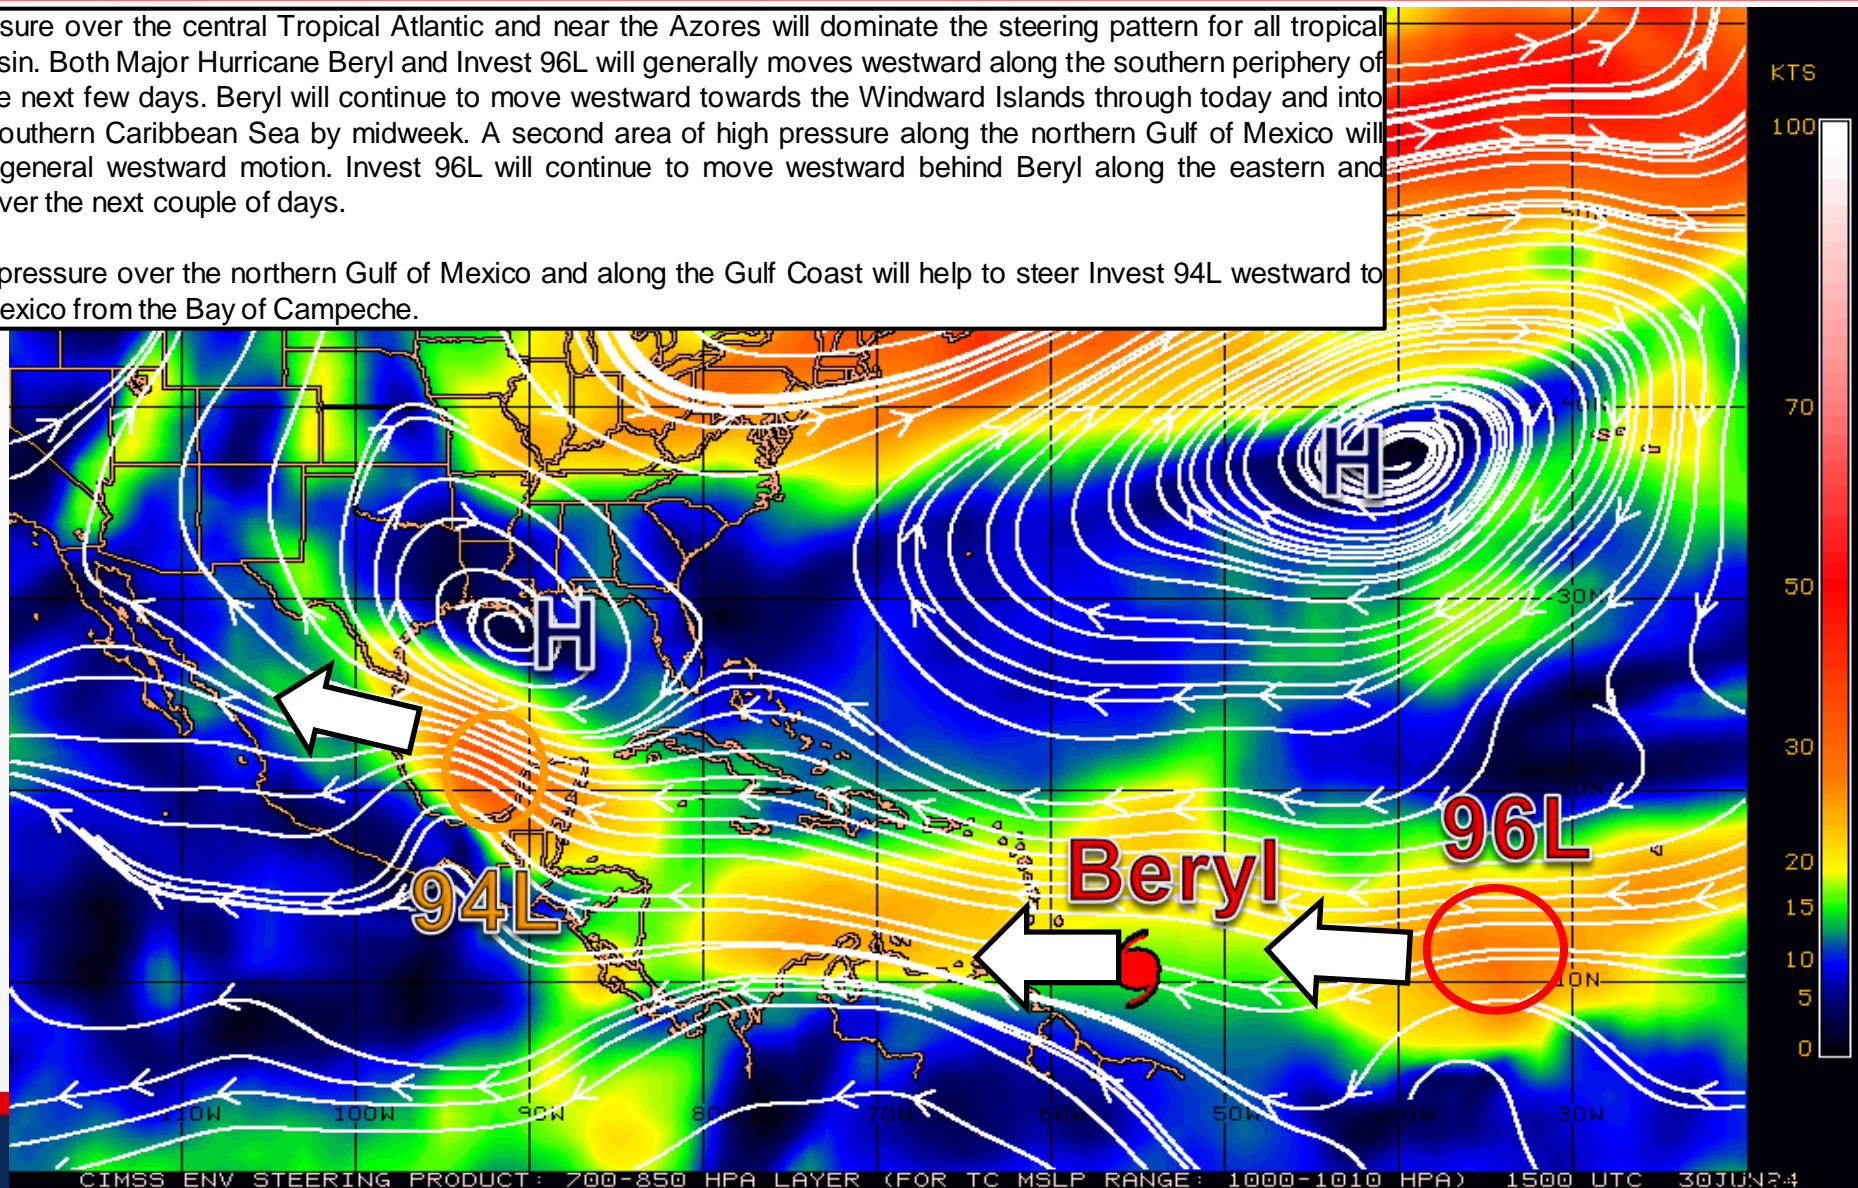 sure over the central Tropical Atlantic and near the Azores will dominate the steering pattern for all tropical
sin. Both Major Hurricane Beryl and Invest 96L will generally moves westward along the southern periphery of
e next few days. Beryl will continue to move westward towards the Windward Islands through today and into
outhern Caribbean Sea by midweek. A second area of high pressure along the northern Gulf of Mexico will
general westward motion. Invest 96L will continue to move westward behind Beryl along the eastern and
ver the next couple of days.
pressure over the northern Gulf of Mexico and along the Gulf Coast will help to steer Invest 94L westward to
exico from the Bay of Campeche.
KTS
100
70
50
30
20
15
10
5
0
50N
40N
30N
20N
10N
H
H
96L
Beryl
94L
110W
100W
90W
80
70W
60W
50W
40W
30W
CIMSS ENV STEERING PRODUCT: 700-850 HPA LAYER (FOR TC MSLP RANGE: 1000-1010 HPA) 1500 UTC 30JUN24